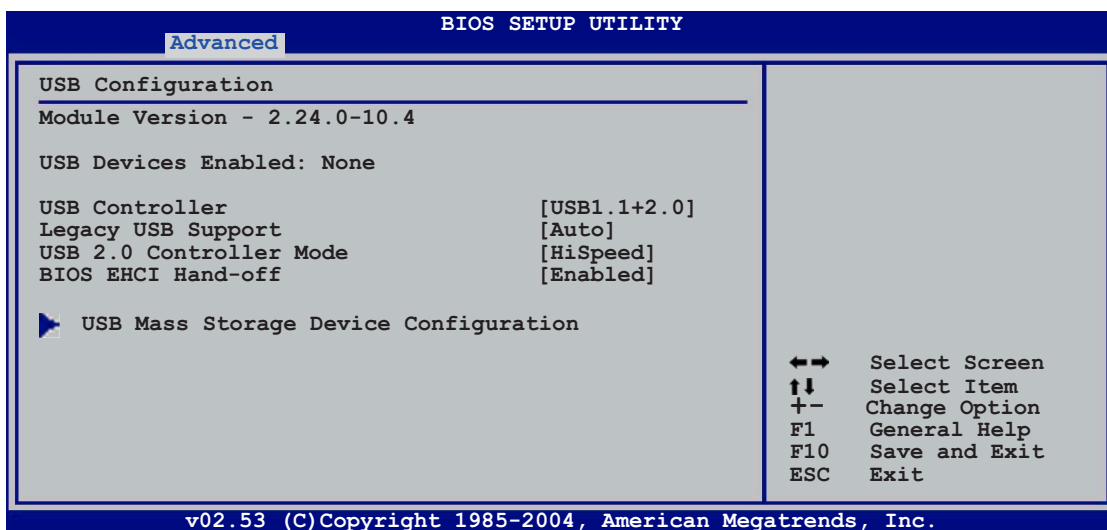 BIOS SETUP UTILITY
Advanced
USB Configuration
Module Version - 2.24.0-10.4
USB Devices Enabled: None
USB Controller [USB1.1+2.0]
Legacy USB Support [Auto]
USB 2.0 Controller Mode [HiSpeed]
BIOS EHCI Hand-off [Enabled]
USB Mass Storage Device Configuration
←→ Select Screen
↑↓ Select Item
+- Change Option
F1 General Help
F10 Save and Exit
ESC Exit
v02.53 (C)Copyright 1985-2004, American Megatrends, Inc.